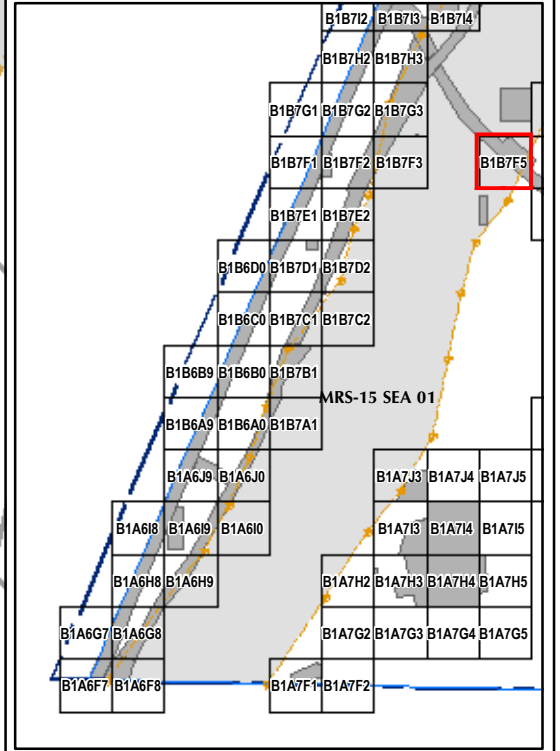 B1B7I2 B1B7I3 B1B7I4
B1B7H2 B1B7H3
B1B7G1 B1B7G2 B1B7G3
B1B7F1 B1B7F2 B1B7F3 B1B7F5
B1B7E1 B1B7E2
B1B6D0 B1B7D1 B1B7D2
B1B6C0 B1B7C1 B1B7C2
B1B6B9 B1B6B0 B1B7B1
MRS-15 SEA 01
B1B6A9 B1B6A0 B1B7A1
B1A6J9 B1A6J0 B1A7J3 B1A7J4 B1A7J5
B1A6I8 B1A6I9 B1A6I0 B1A7I3 B1A7I4 B1A7I5
B1A6H8 B1A6H9 B1A7H2 B1A7H3 B1A7H4 B1A7H5
B1A6G7 B1A6G8 B1A7G2 B1A7G3 B1A7G4 B1A7G5
B1A6F7 B1A6F8 B1A7F1 B1A7F2